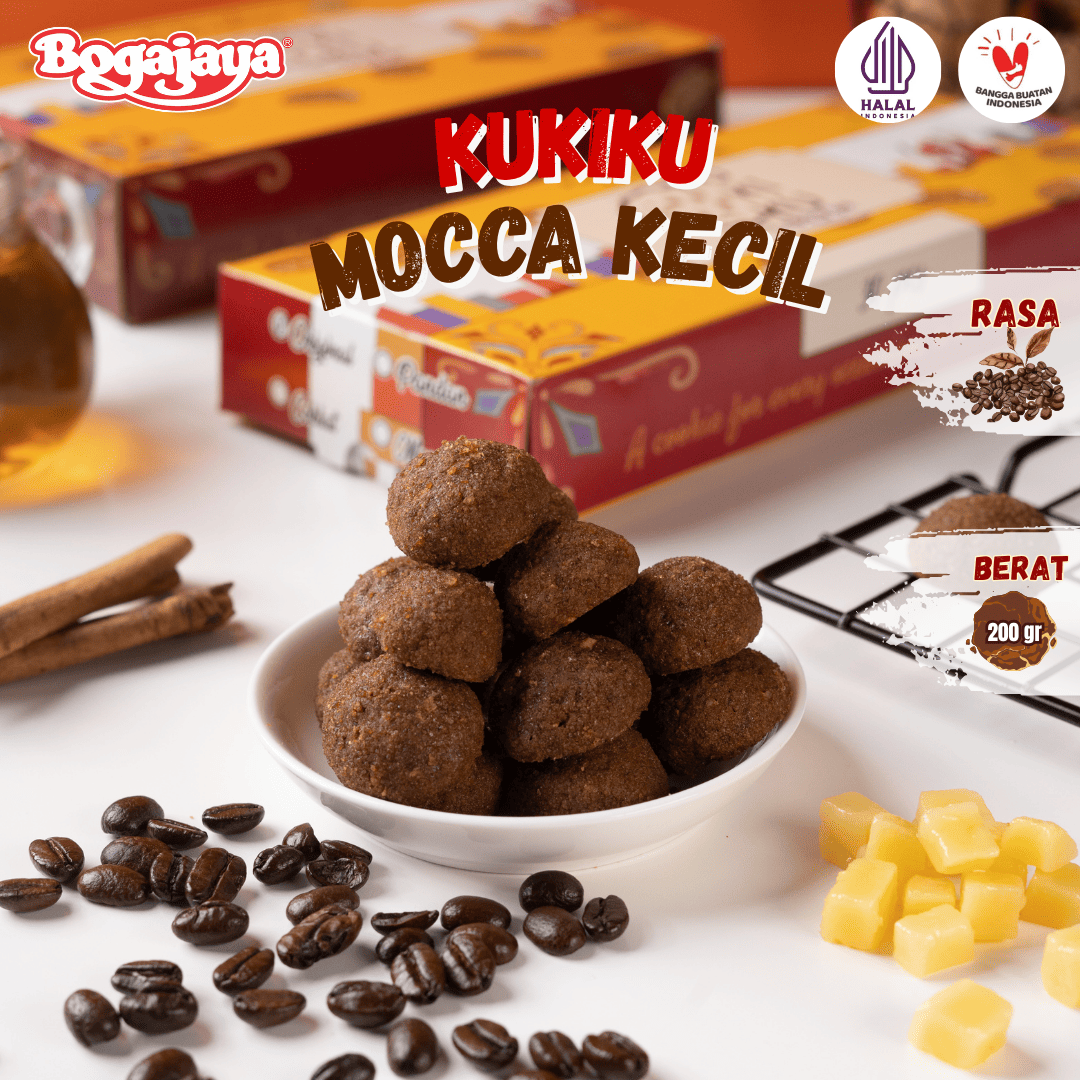 Bogajaya®
HALAL
INDONESIA
BANGGA BUATAN
INDONESIA
KUKIKU
MOCCA KECIL
RASA
Original
Pandan
A cookie for every
BERAT
200 gr